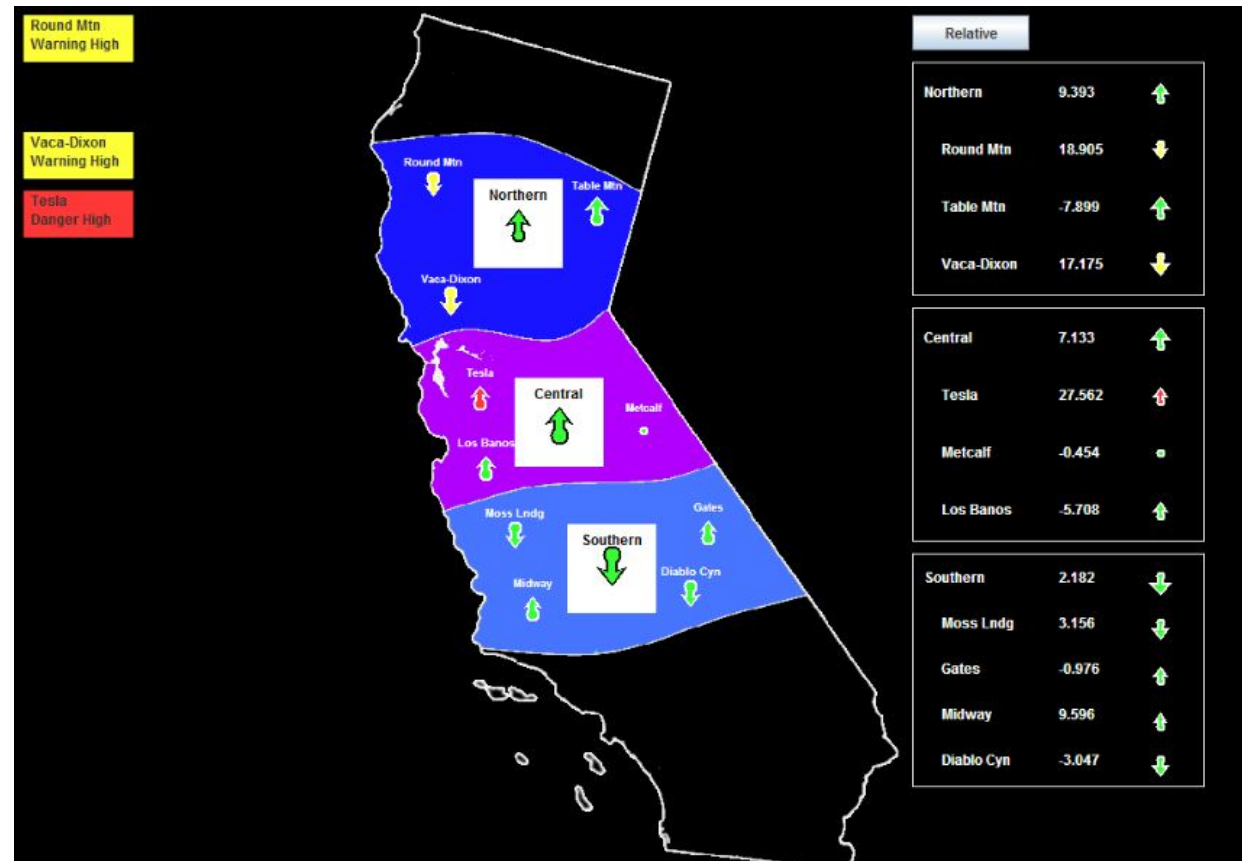 Round Mtn
Warning High
Vaca-Dixon
Warning High
Tesla
Danger High
Round Mtn
Northern
Table Mtn
Vaca-Dixon
Tesla
Central
Metcalf
Los Banos
Moss Lndg
Southern
Gates
Midway
Diablo Cyn
Relative
Northern 9.393
Round Mtn 18.905
Table Mtn -7.899
Vaca-Dixon 17.175
Central 7.133
Tesla 27.562
Metcalf -0.454
Los Banos -5.708
Southern 2.182
Moss Lndg 3.156
Gates -0.976
Midway 9.596
Diablo Cyn -3.047